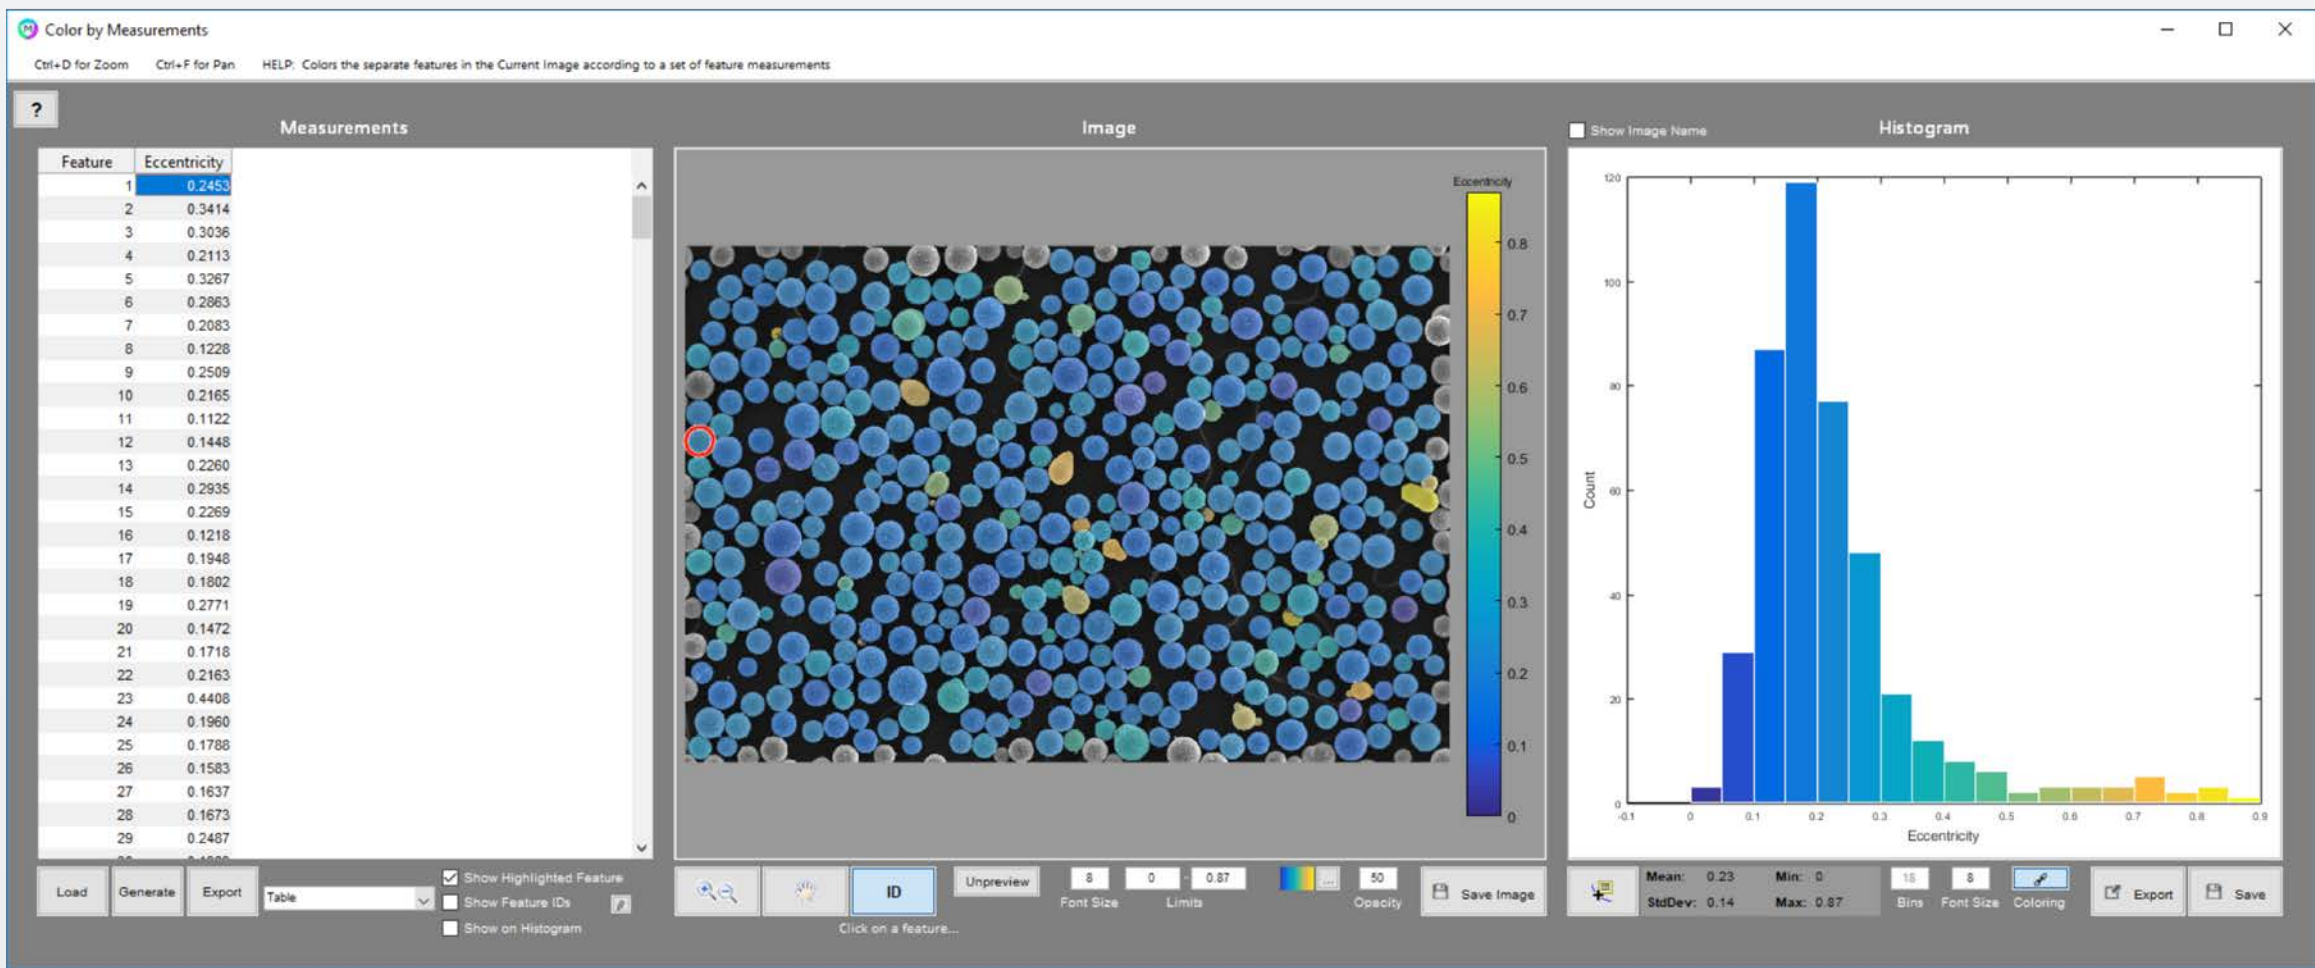 Color by Measurements
Ctrl+D for Zoom Ctrl+F for Pan HELP: Colors the separate features in the Current Image according to a set of feature measurements
?
Measurements
Feature Eccentricity
1 0.2453
2 0.3414
3 0.3036
4 0.2113
5 0.3267
6 0.2863
7 0.2083
8 0.1228
9 0.2509
10 0.2165
11 0.1122
12 0.1448
13 0.2260
14 0.2935
15 0.2269
16 0.1218
17 0.1948
18 0.1802
19 0.2771
20 0.1472
21 0.1718
22 0.2163
23 0.4408
24 0.1960
25 0.1788
26 0.1583
27 0.1637
28 0.1673
29 0.2487
Load Generate Export Table
Show Highlighted Feature
Show Feature IDs
Show on Histogram
Image
Eccentricity
0.8
0.7
0.6
0.5
0.4
0.3
0.2
0.1
0
ID Unpreview 8 0 - 0.87 ... 50 Save Image
Font Size Limits Opacity
Click on a feature...
Show Image Name Histogram
120
100
80
60
40
20
0
Count
-0.1 0 0.1 0.2 0.3 0.4 0.5 0.6 0.7 0.8 0.9
Eccentricity
Mean: 0.23 Min: 0
StdDev: 0.14 Max: 0.87
18 8
Bins Font Size Coloring
Export Save